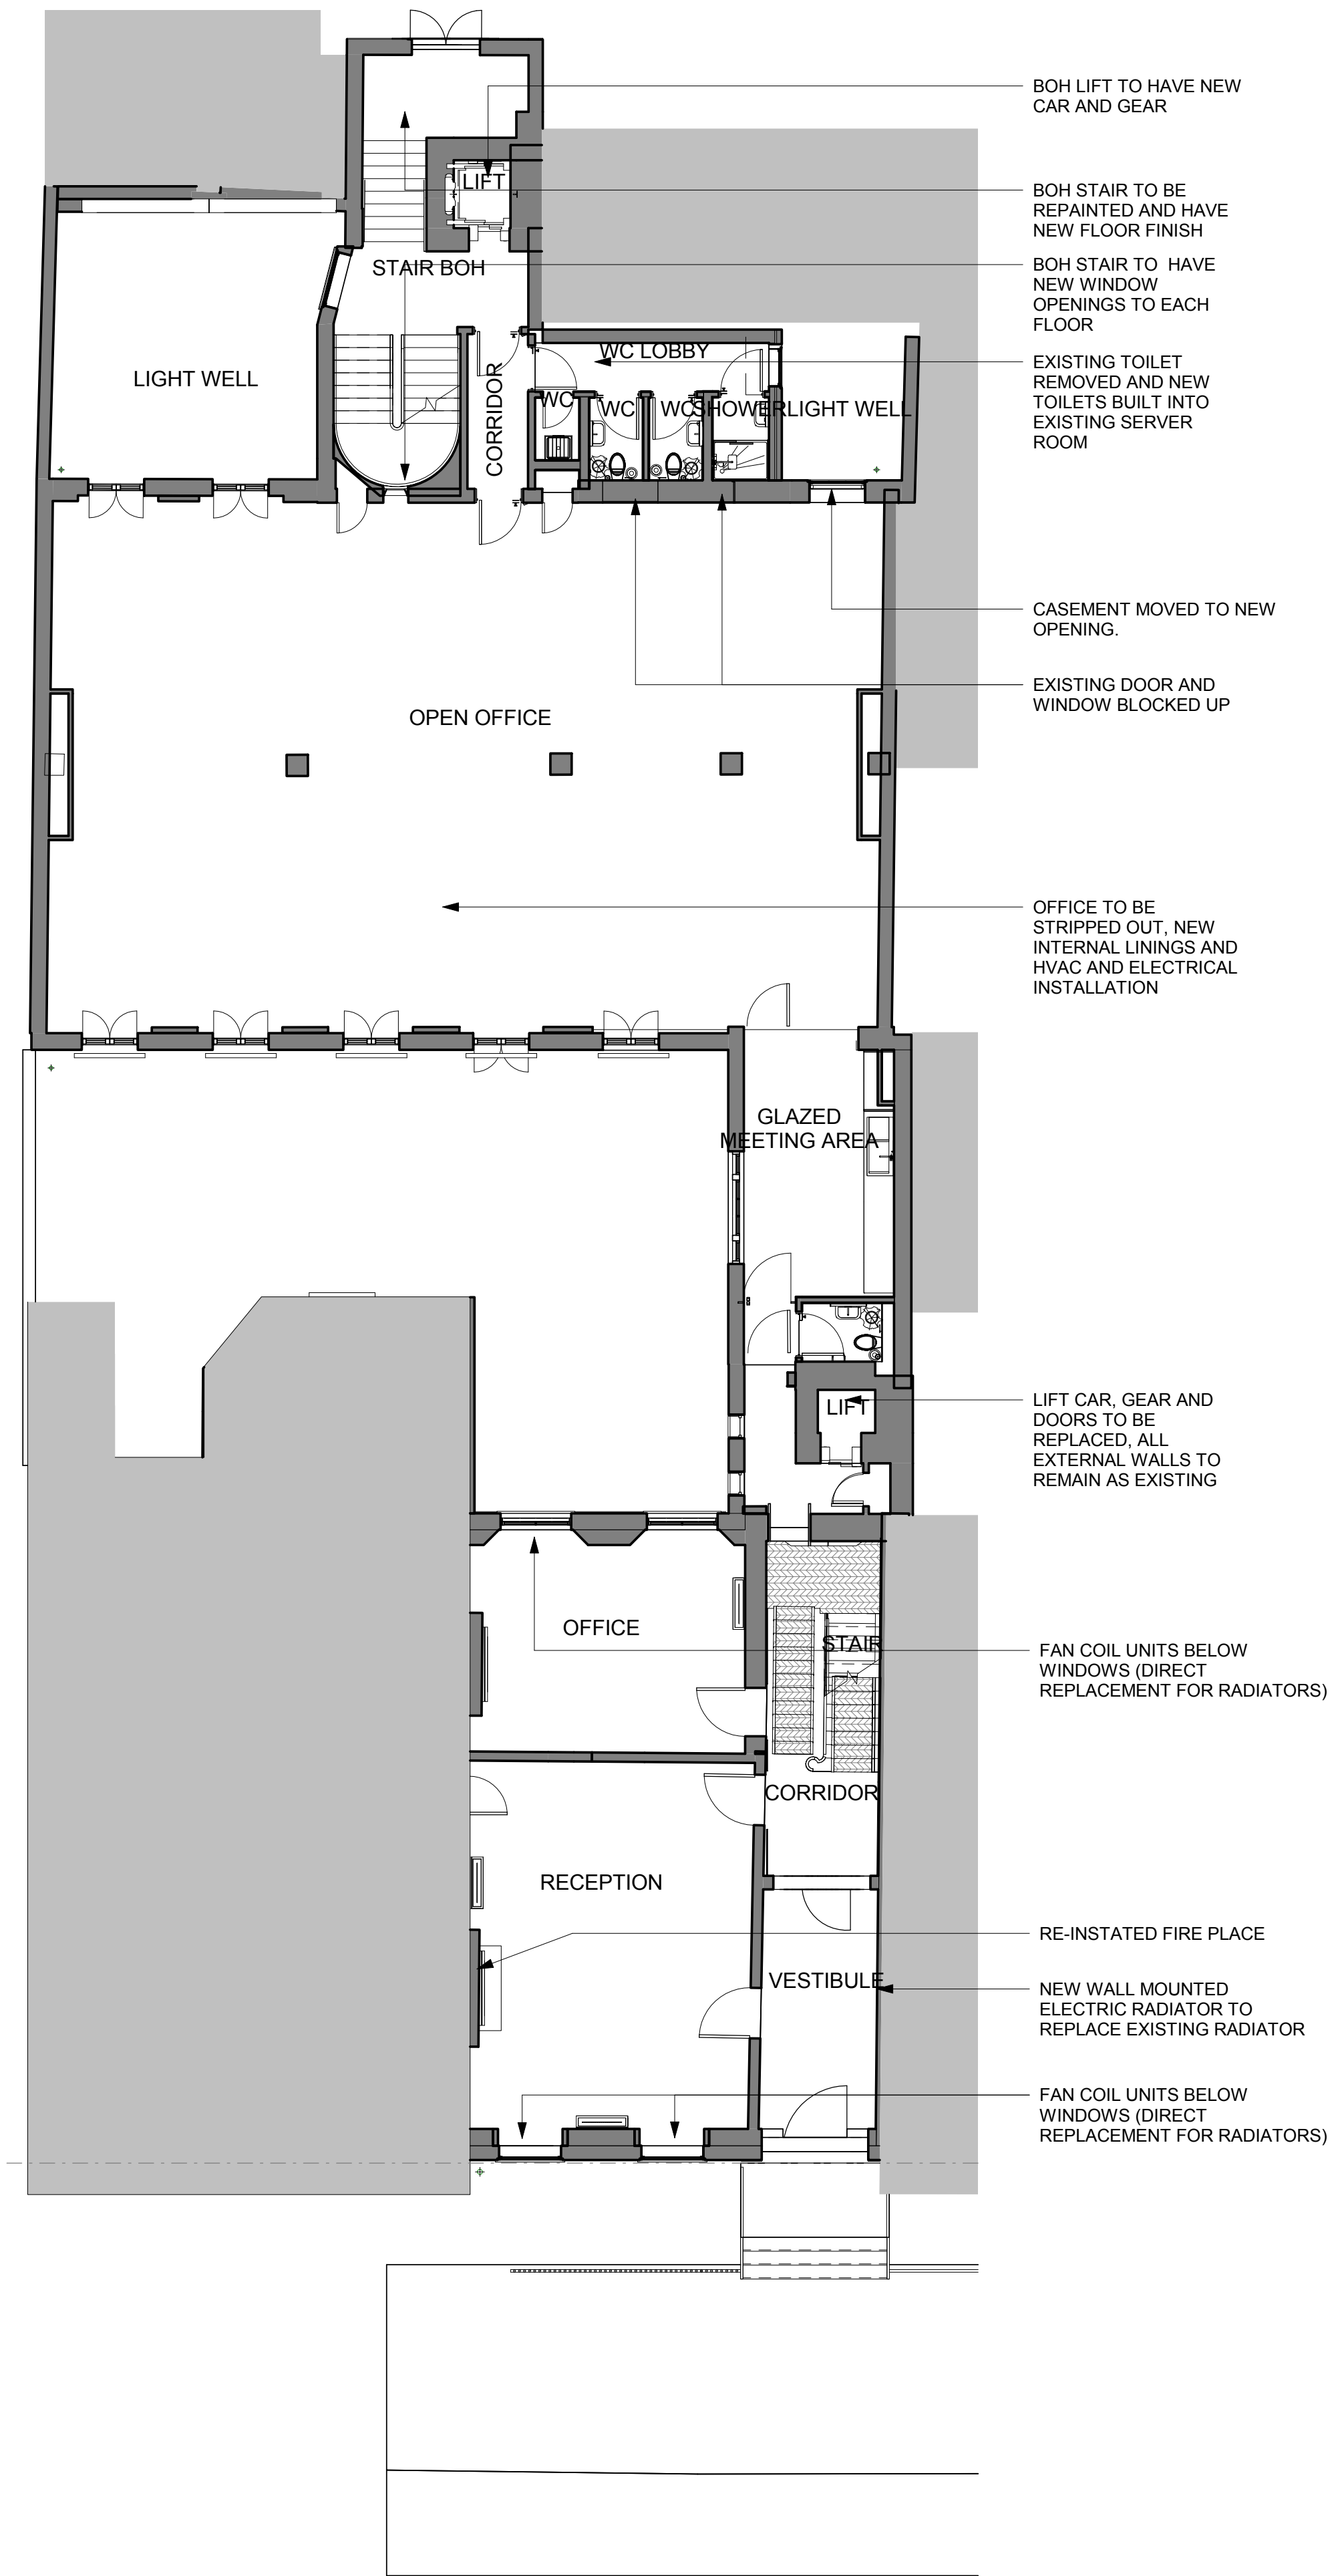 BOH LIFT TO HAVE NEW
CAR AND GEAR
LIFT
BOH STAIR TO BE
REPAINTED AND HAVE
NEW FLOOR FINISH
STAIR BOH
BOH STAIR TO HAVE
NEW WINDOW
OPENINGS TO EACH
FLOOR
LIGHT WELL
CORRIDOR
WC LOBBY
WC
WC
WC
SHOWER
LIGHT WELL
EXISTING TOILET
REMOVED AND NEW
TOILETS BUILT INTO
EXISTING SERVER
ROOM
CASEMENT MOVED TO NEW
OPENING.
EXISTING DOOR AND
WINDOW BLOCKED UP
OPEN OFFICE
OFFICE TO BE
STRIPPED OUT, NEW
INTERNAL LININGS AND
HVAC AND ELECTRICAL
INSTALLATION
GLAZED
MEETING AREA
LIFT
LIFT CAR, GEAR AND
DOORS TO BE
REPLACED, ALL
EXTERNAL WALLS TO
REMAIN AS EXISTING
OFFICE
STAIR
FAN COIL UNITS BELOW
WINDOWS (DIRECT
REPLACEMENT FOR RADIATORS)
CORRIDOR
RECEPTION
RE-INSTATED FIRE PLACE
VESTIBULE
NEW WALL MOUNTED
ELECTRIC RADIATOR TO
REPLACE EXISTING RADIATOR
FAN COIL UNITS BELOW
WINDOWS (DIRECT
REPLACEMENT FOR RADIATORS)